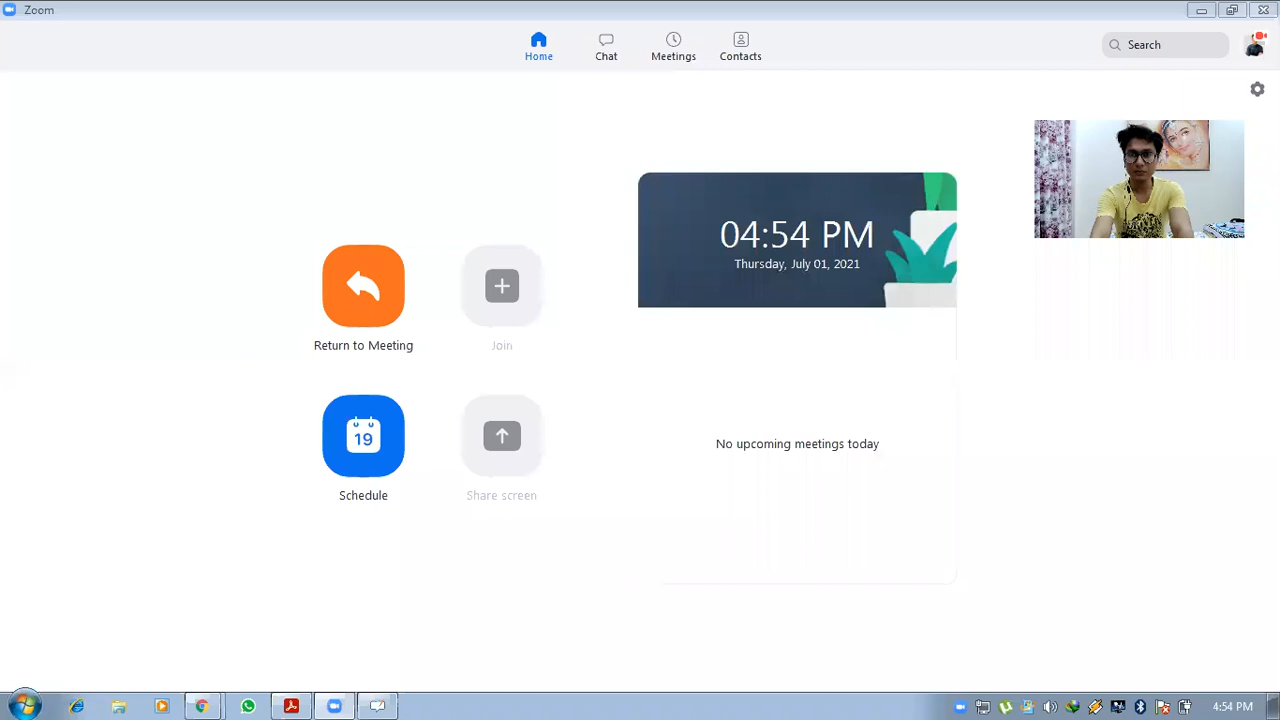 Zoom
Home
Chat
Meetings
Contacts
Search
04:54 PM
Thursday, July 01, 2021
Return to Meeting
Join
19
Schedule
Share screen
No upcoming meetings today
4:54 PM